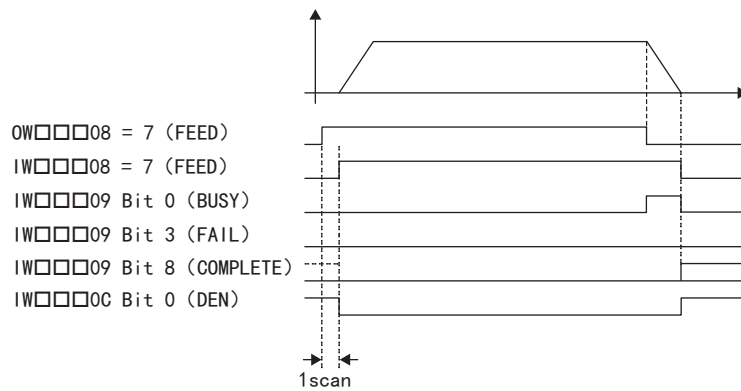 OW□□□08 = 7 (FEED)
IW□□□08 = 7 (FEED)
IW□□□09 Bit 0 (BUSY)
IW□□□09 Bit 3 (FAIL)
IW□□□09 Bit 8 (COMPLETE)
IW□□□0C Bit 0 (DEN)
1scan